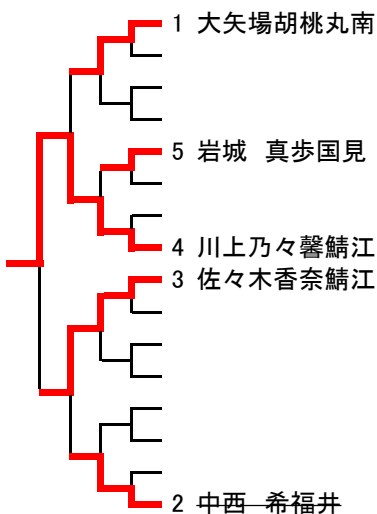 1 大矢場胡桃丸南
5 岩城　真歩国見
4 川上乃々馨鯖江
3 佐々木香奈鯖江
2 中西　希福井